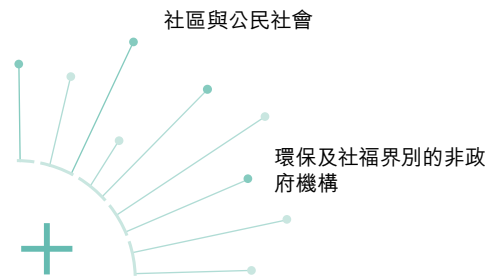 社區與公民社會
環保及社福界別的非政
府機構